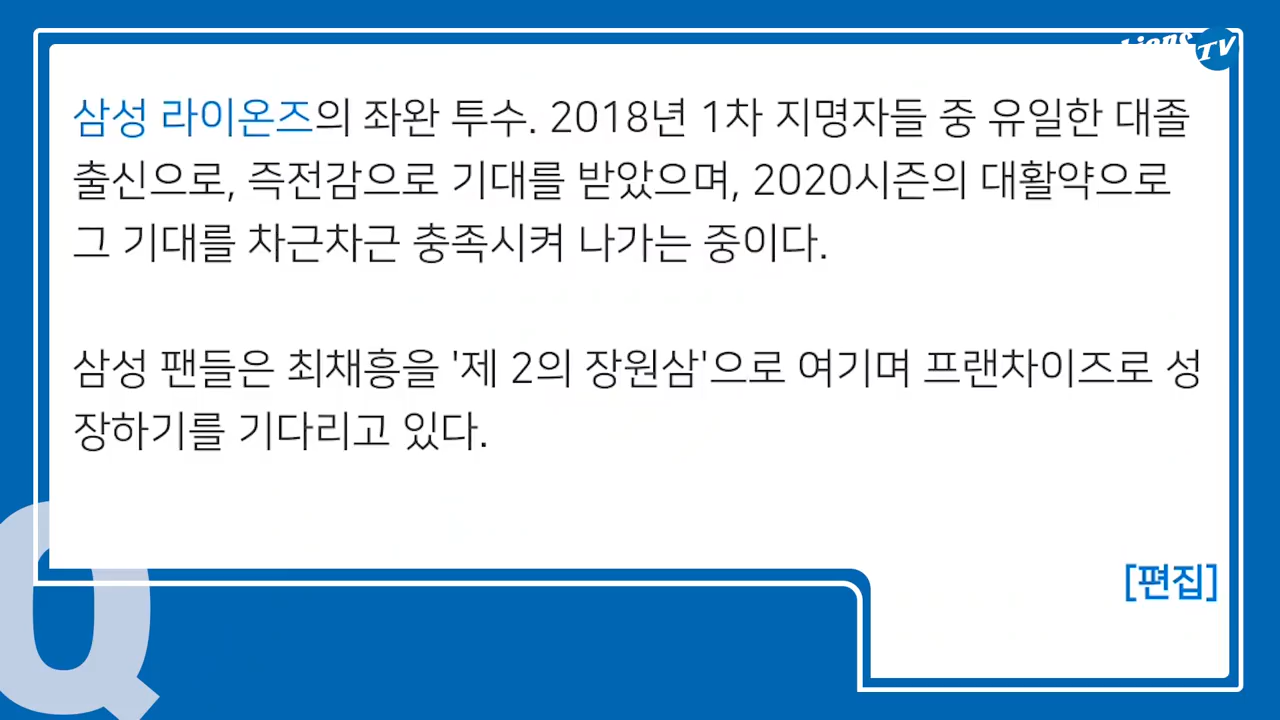 Lions TV
삼성 라이온즈의 좌완 투수. 2018년 1차 지명자들 중 유일한 대졸
출신으로, 즉전감으로 기대를 받았으며, 2020시즌의 대활약으로
그 기대를 차근차근 충족시켜 나가는 중이다.
삼성 팬들은 최채흥을 '제 2의 장원삼'으로 여기며 프랜차이즈로 성
장하기를 기다리고 있다.
[편집]
Q